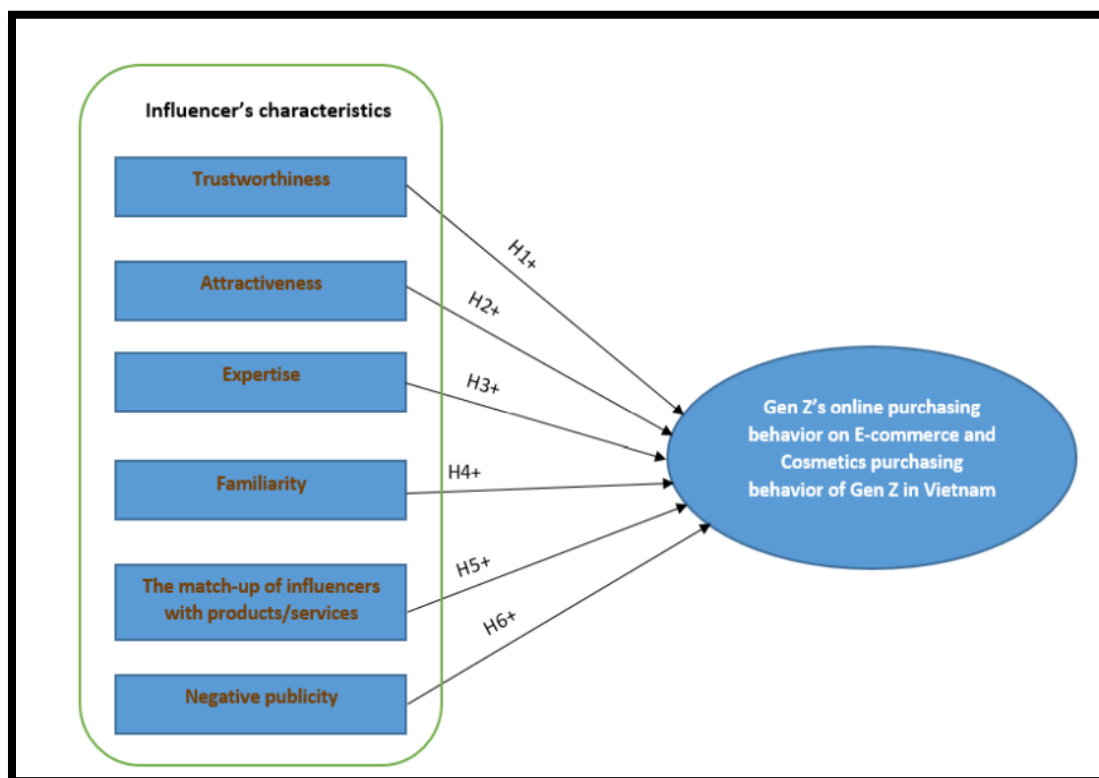 Influencer's characteristics
Trustworthiness
H1+
Attractiveness
H2+
Expertise
H3+
Familiarity
H4+
The match-up of influencers
with products/services
H5+
Negative publicity
H6+
Gen Z's online purchasing
behavior on E-commerce and
Cosmetics purchasing
behavior of Gen Z in Vietnam